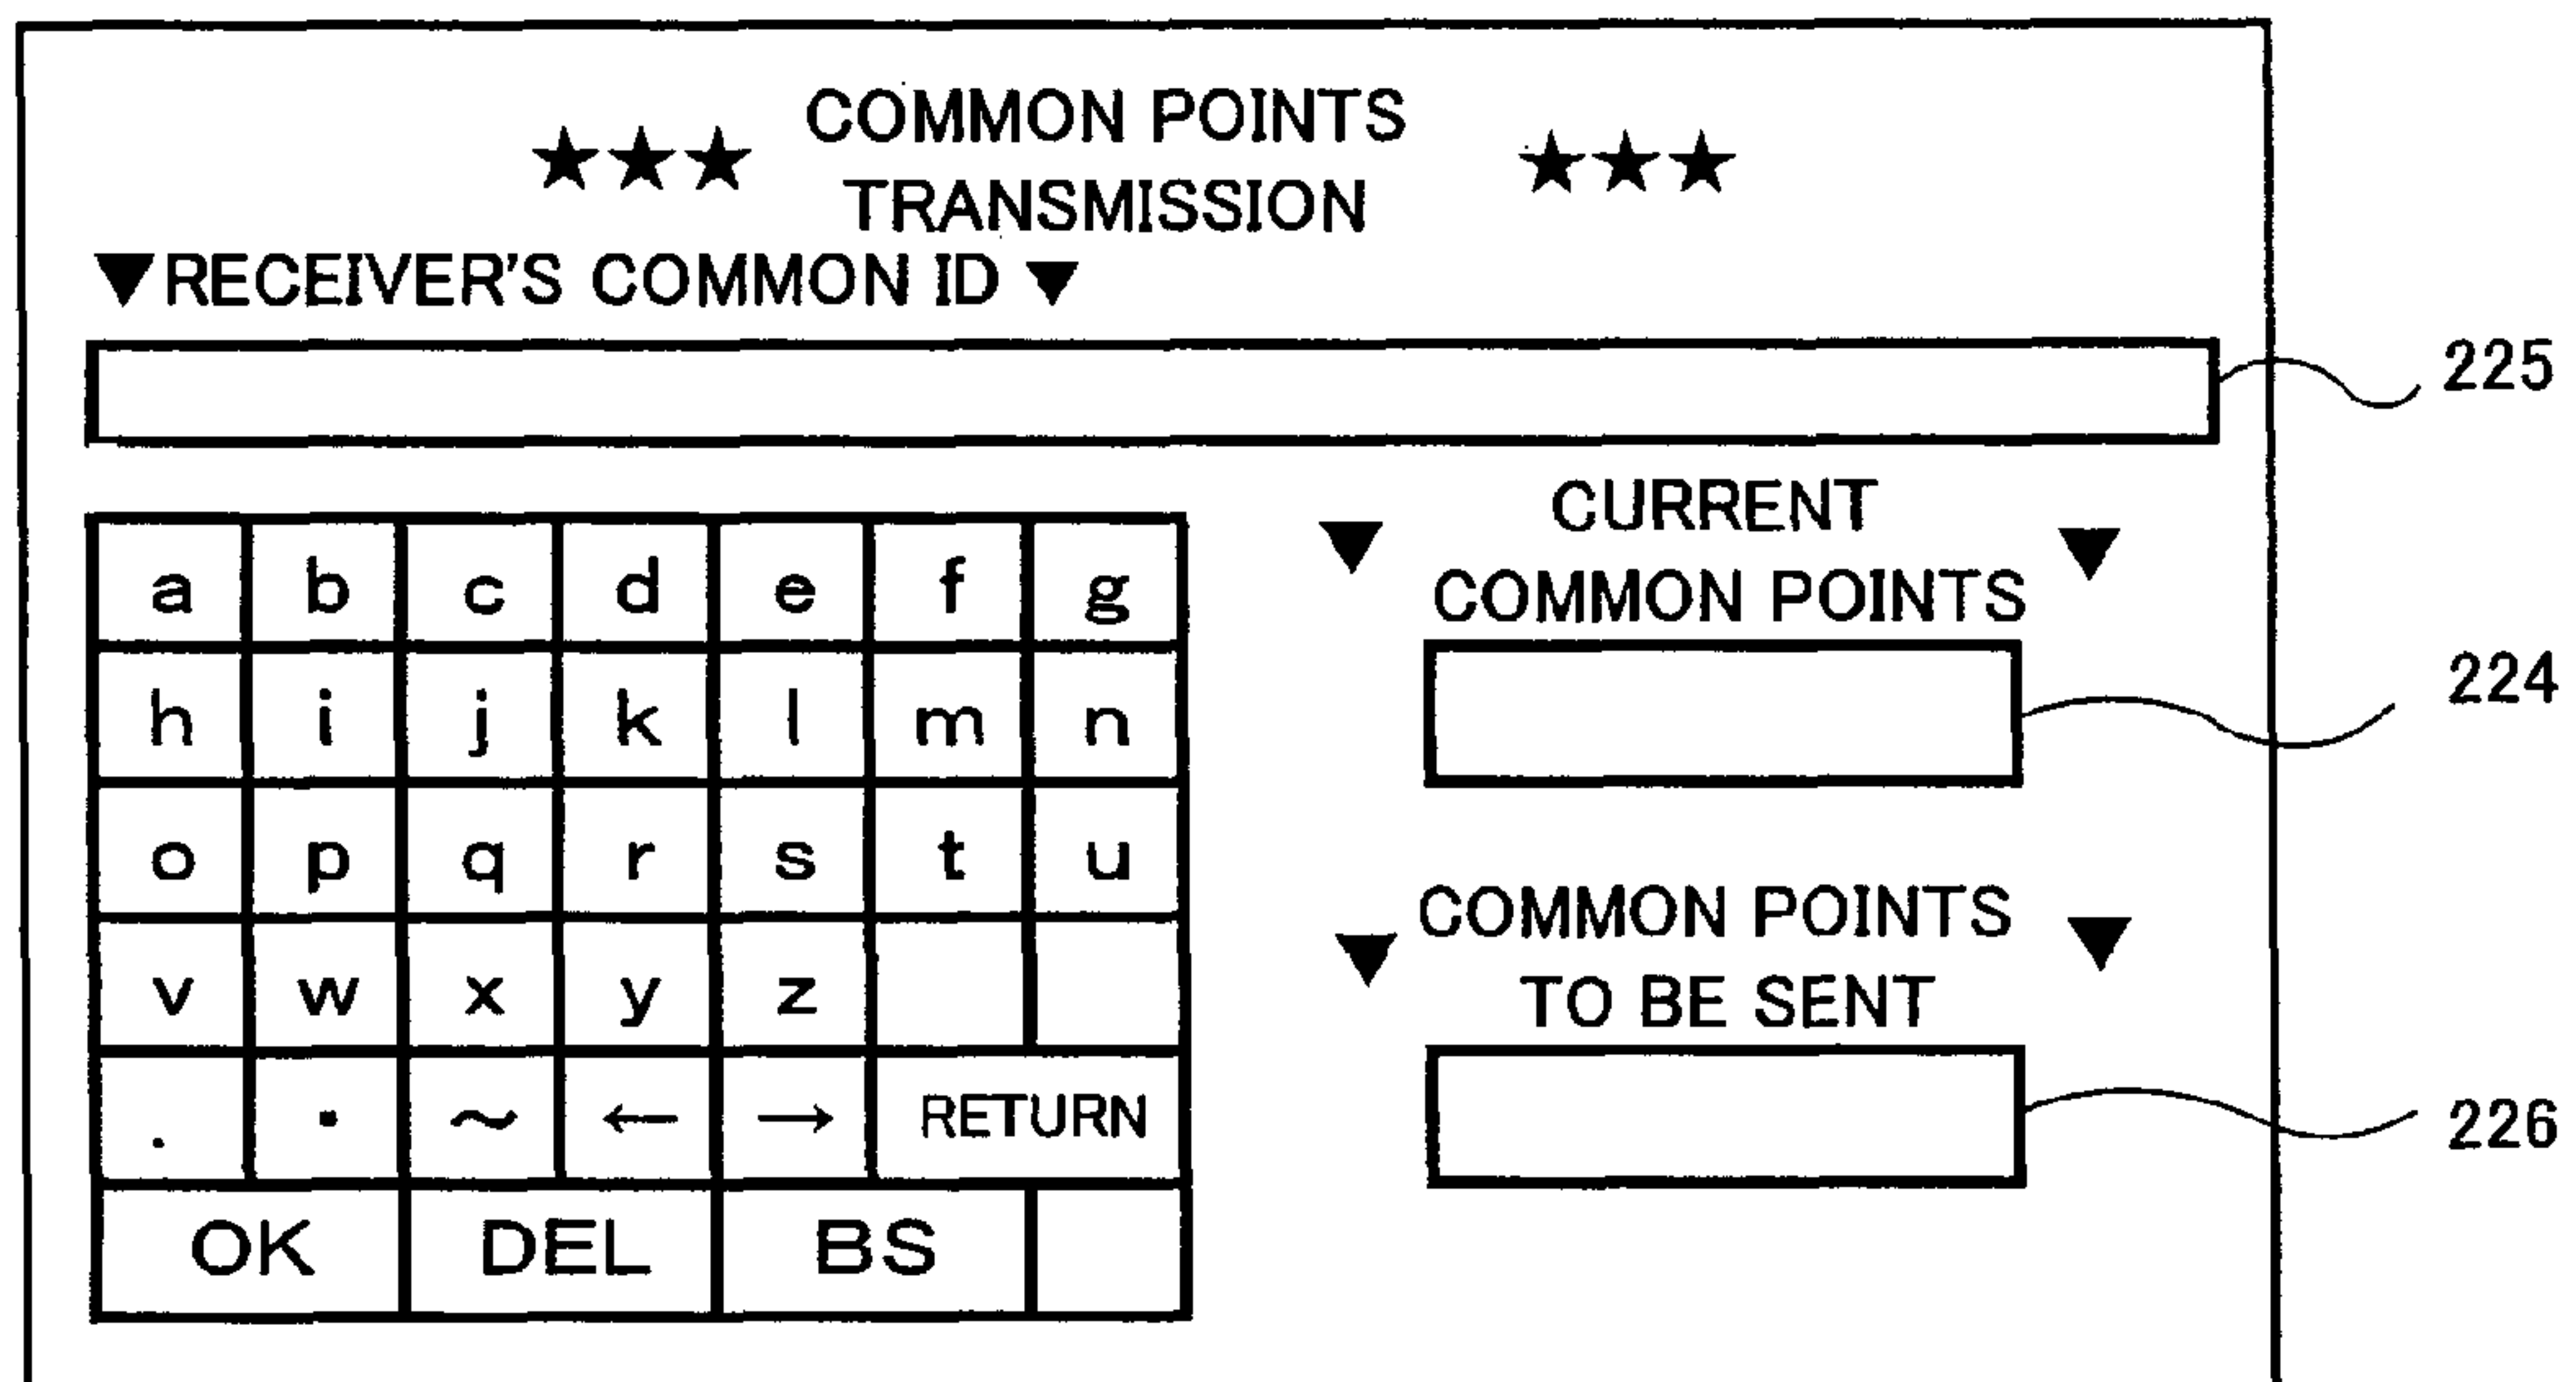 ★★★ COMMON POINTS ★★★
TRANSMISSION
▼RECEIVER'S COMMON ID▼
225
a b c d e f g
h i j k l m n
o p q r s t u
v w x y z
. ・ ~ ← → RETURN
OK DEL BS
▼ CURRENT ▼
COMMON POINTS
224
▼ COMMON POINTS ▼
TO BE SENT
226